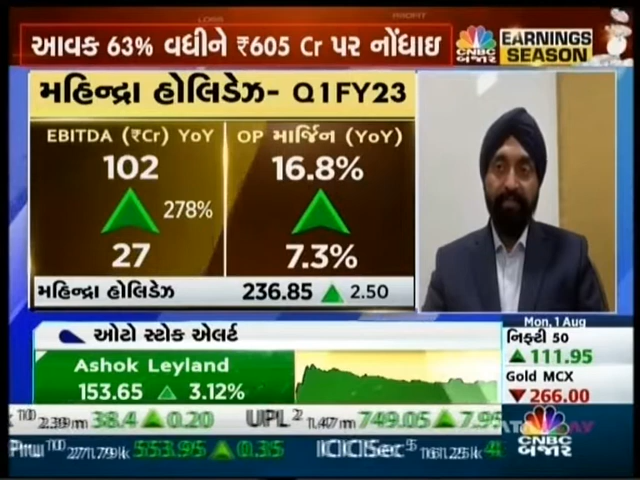 આવક 63% વધીને ₹605 Cr પર નોંધાઇ
CNBC
બજાર
EARNINGS
SEASON
મહિન્દ્રા હોલિડેઝ- Q1FY23
EBITDA (₹Cr) YoY
OP માર્જિન (YoY)
102
16.8%
278%
27
7.3%
મહિન્દ્રા હોલિડેઝ 236.85 2.50
ઓટો સ્ટોક એલર્ટ
Ashok Leyland
153.65 3.12%
Mon, 1 Aug
નિફ્ટી 50
111.95
Gold MCX
266.00
38.4 0.20 UPL 749.05 7.95
553.95 0.35 ICICISec
CNBC
બજાર